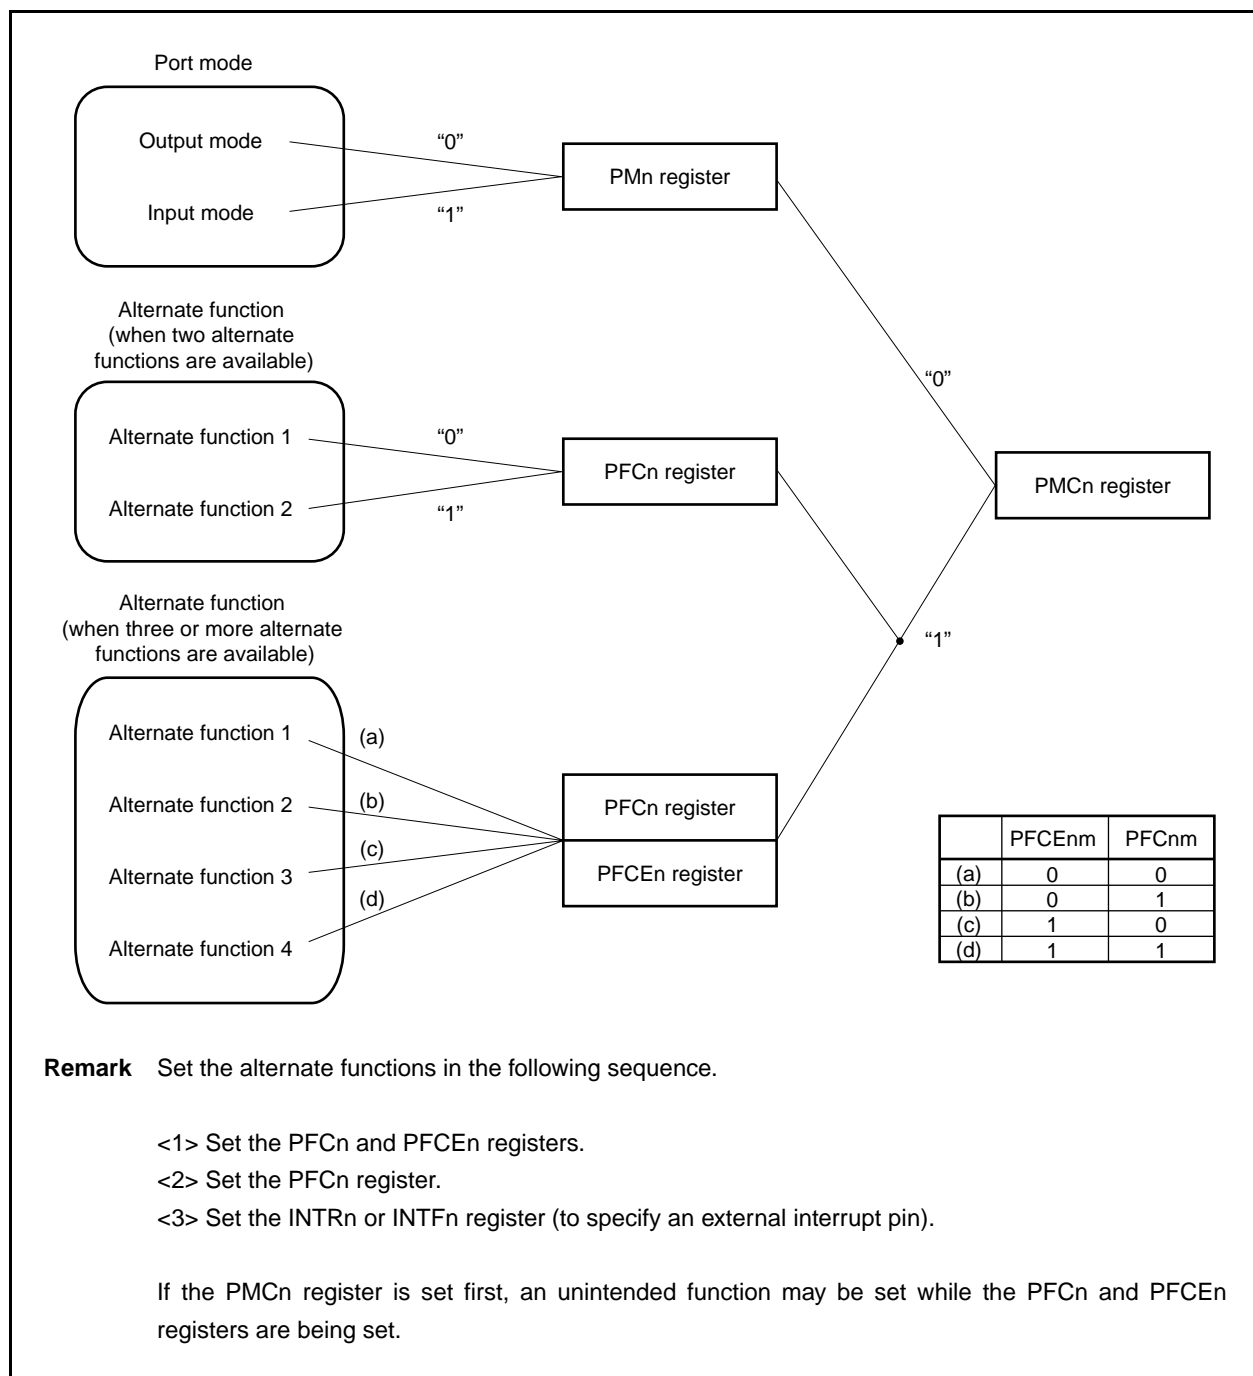 Port mode
Output mode
Input mode
“0”
“1”
PMn register
Alternate function
(when two alternate
functions are available)
Alternate function 1
Alternate function 2
“0”
“1”
PFCn register
“0”
PMCn register
Alternate function
(when three or more alternate
functions are available)
Alternate function 1
Alternate function 2
Alternate function 3
Alternate function 4
(a)
(b)
(c)
(d)
PFCn register
PFCEn register
“1”
PFCEnm PFCnm
(a) 0 0
(b) 0 1
(c) 1 0
(d) 1 1
Remark Set the alternate functions in the following sequence.
<1> Set the PFCn and PFCEn registers.
<2> Set the PFCn register.
<3> Set the INTRn or INTFn register (to specify an external interrupt pin).
If the PMCn register is set first, an unintended function may be set while the PFCn and PFCEn
registers are being set.